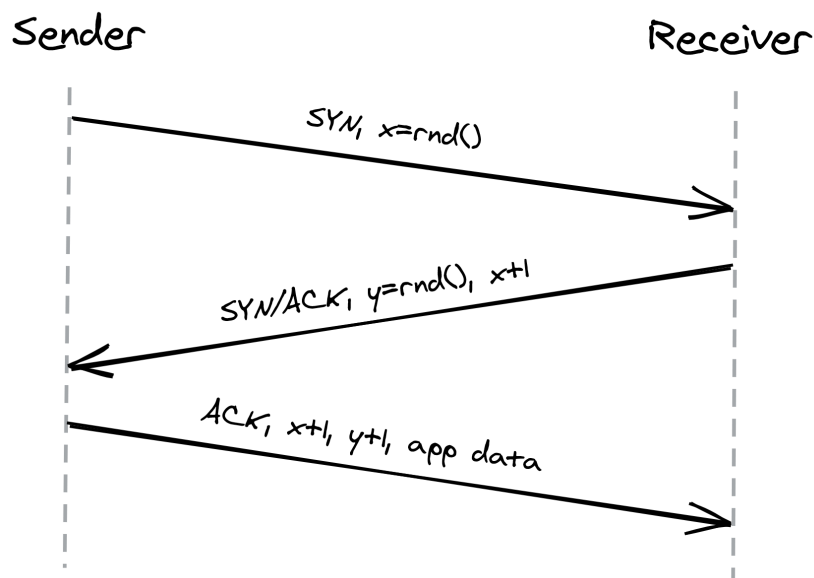 Sender
Receiver
SYN, x=rnd()
SYN/ACK, y=rnd(), x+1
ACK, x+1, y+1, app data